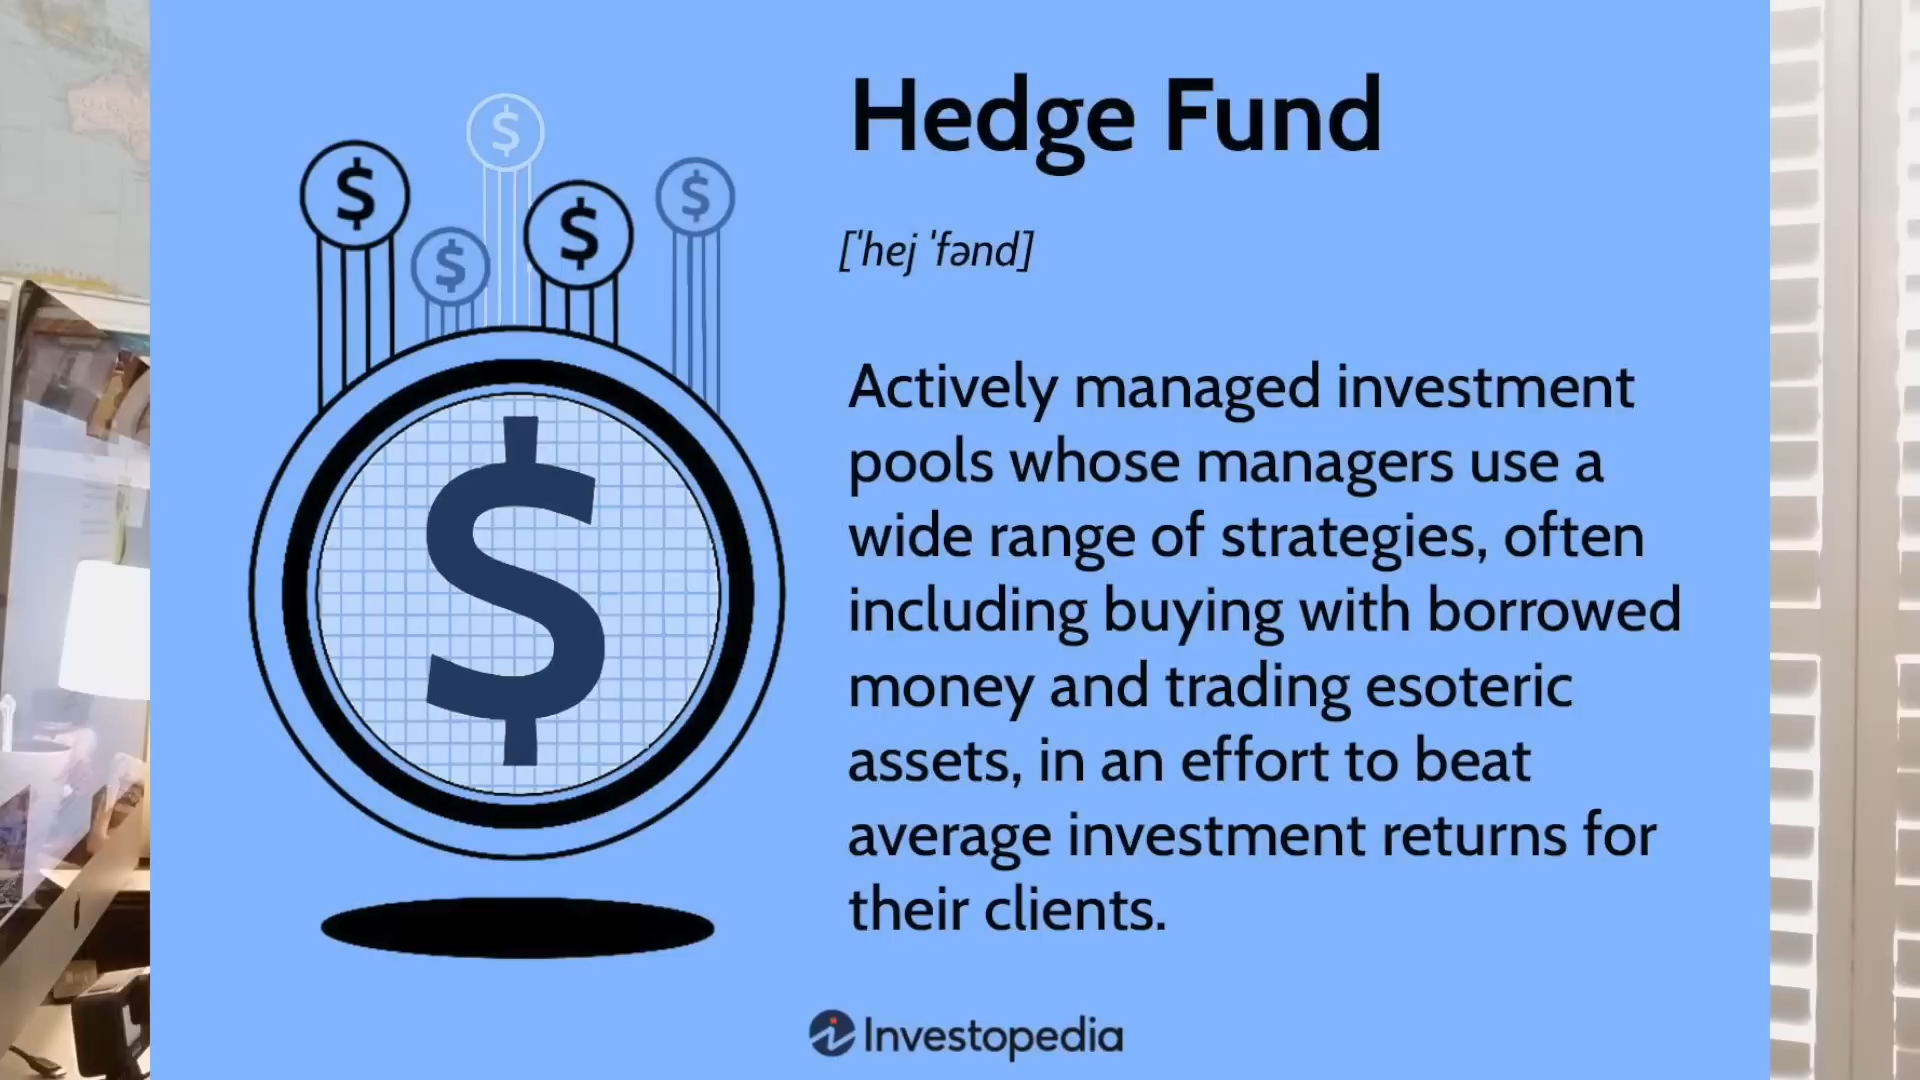 Hedge Fund
['hej 'fənd]
Actively managed investment
pools whose managers use a
wide range of strategies, often
including buying with borrowed
money and trading esoteric
assets, in an effort to beat
average investment returns for
their clients.
Investopedia
$
$
$
$
$
$